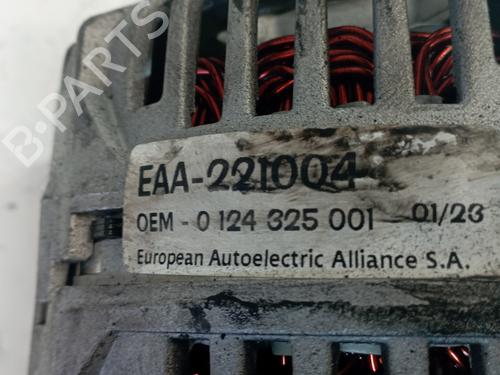 B-PARTS
EAA-221004
OEM - 0 124 325 001 01/23
European Autoelectric Alliance S.A.